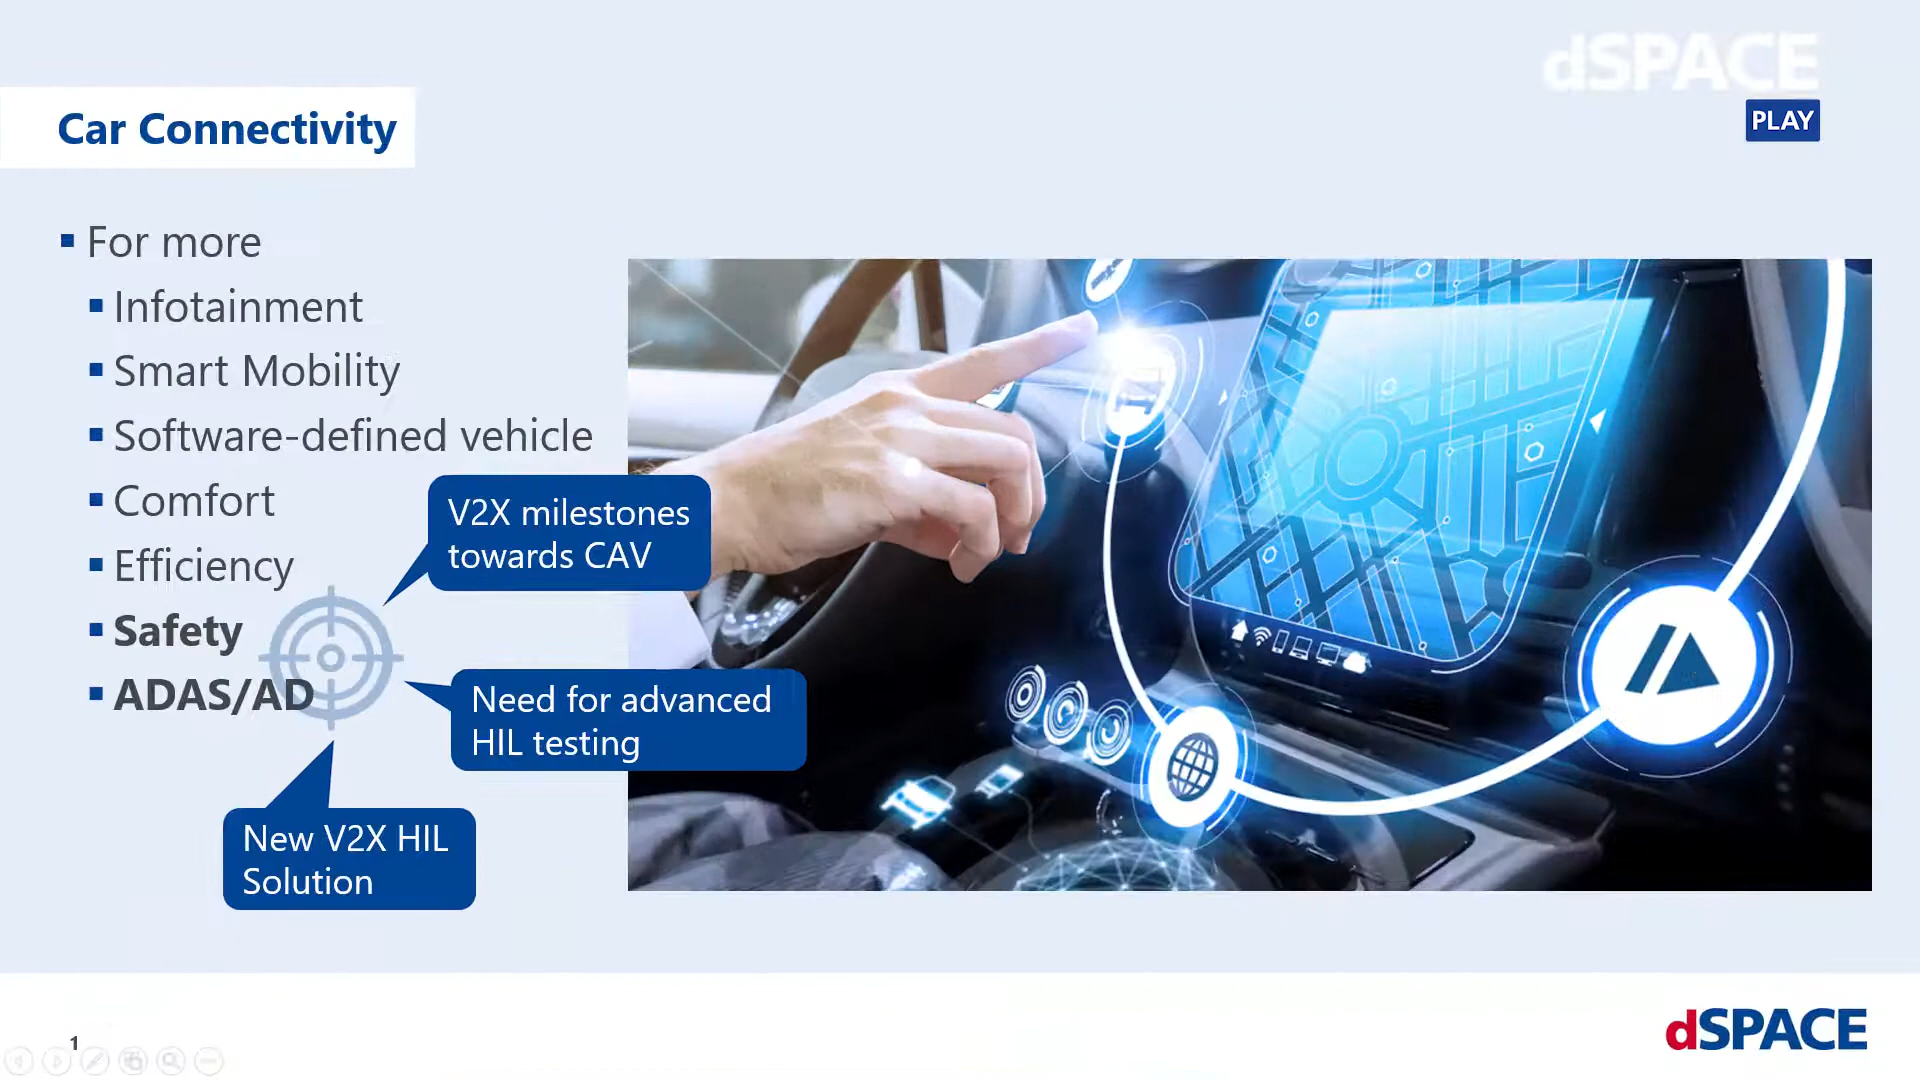 dSPACE
PLAY
Car Connectivity
For more
Infotainment
Smart Mobility
Software-defined vehicle
Comfort
Efficiency
Safety
ADAS/AD
V2X milestones
towards CAV
Need for advanced
HIL testing
New V2X HIL
Solution
1
dSPACE